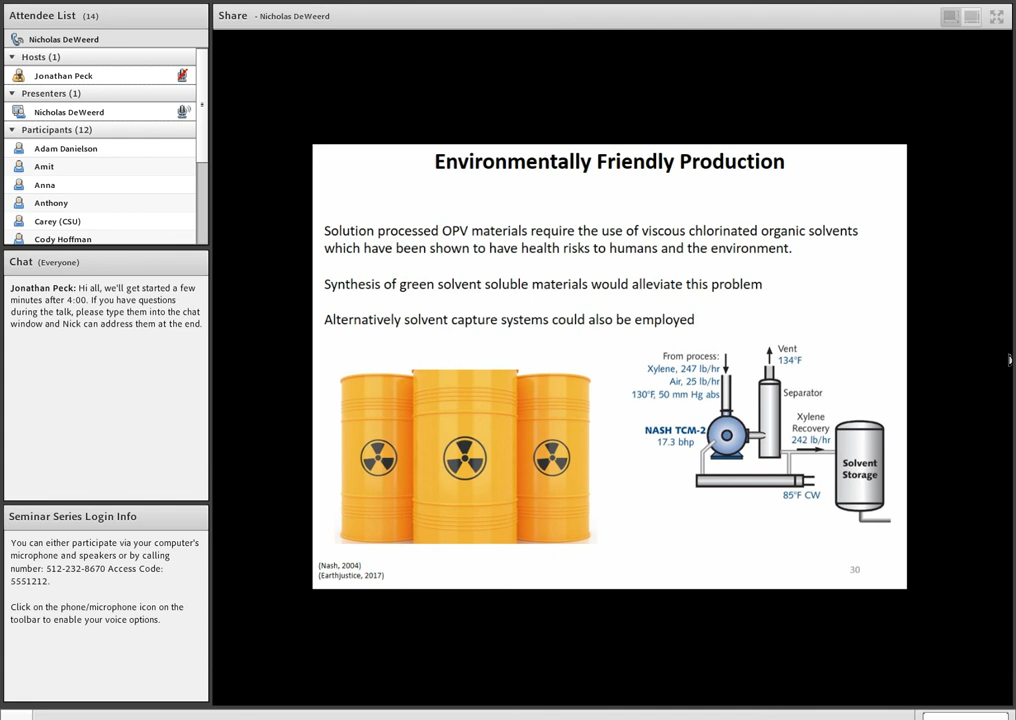 Attendee List (14)
Nicholas DeWeerd
Hosts (1)
Jonathan Peck
Presenters (1)
Nicholas DeWeerd
Participants (12)
Adam Danielson
Amit
Anna
Anthony
Carey (CSU)
Cody Hoffman
Chat (Everyone)
Jonathan Peck: Hi all, we'll get started a few
minutes after 4:00. If you have questions
during the talk, please type them into the chat
window and Nick can address them at the end.
Seminar Series Login Info
You can either participate via your computer's
microphone and speakers or by calling
number: 512-232-8670 Access Code:
5551212.
Click on the phone/microphone icon on the
toolbar to enable your voice options.
Share - Nicholas DeWeerd
Environmentally Friendly Production
Solution processed OPV materials require the use of viscous chlorinated organic solvents
which have been shown to have health risks to humans and the environment.
Synthesis of green solvent soluble materials would alleviate this problem
Alternatively solvent capture systems could also be employed
From process:
Xylene, 247 lb/hr
Air, 25 lb/hr
130°F, 50 mm Hg abs
NASH TCM-2
17.3 bhp
Vent
134°F
Separator
Xylene
Recovery
242 lb/hr
Solvent
Storage
85°F CW
(Nash, 2004)
(Earthjustice, 2017)
30